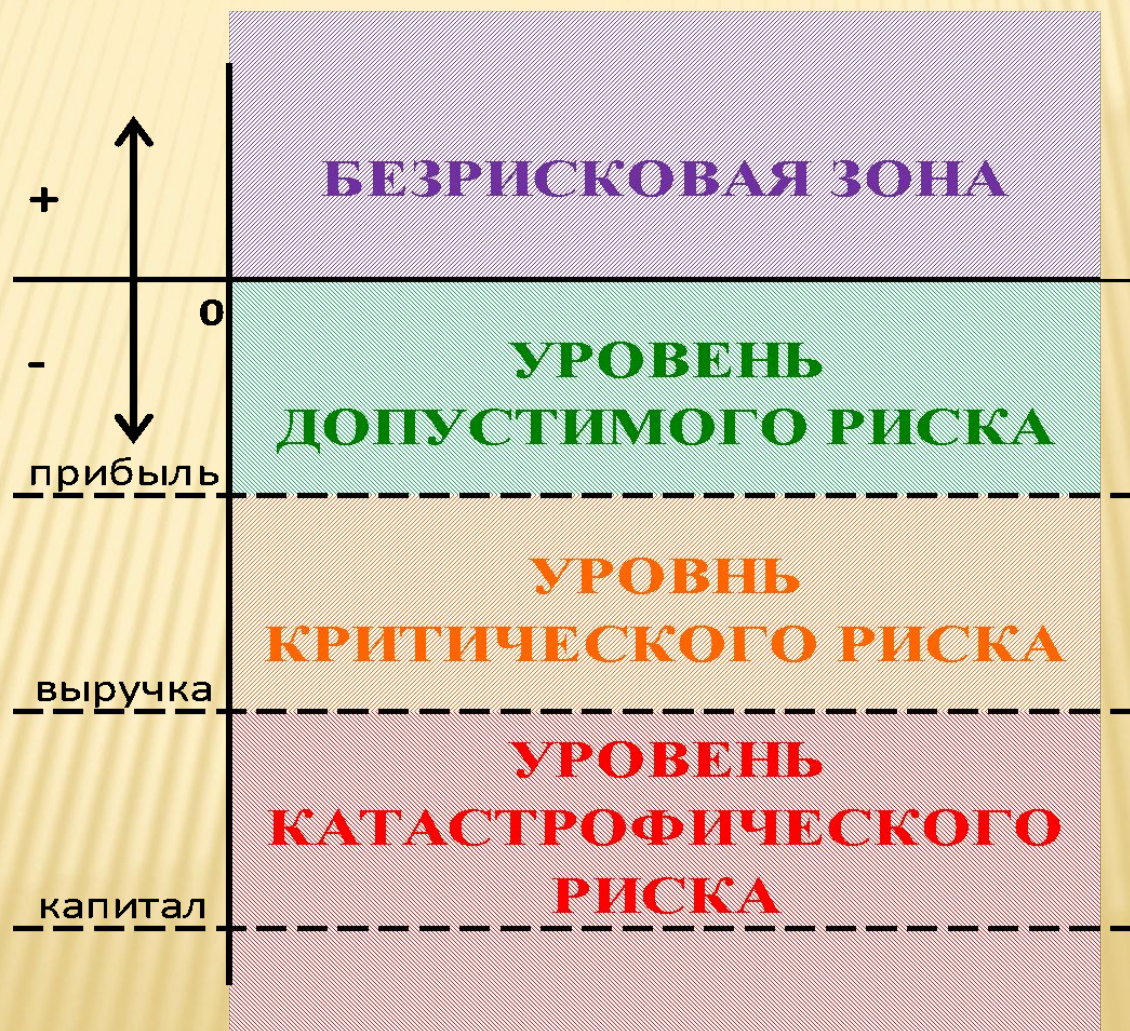 БЕЗРИСКОВАЯ ЗОНА
+
0
-
УРОВЕНЬ
ДОПУСТИМОГО РИСКА
прибыль
УРОВНЬ
КРИТИЧЕСКОГО РИСКА
выручка
УРОВЕНЬ
КАТАСТРОФИЧЕСКОГО
РИСКА
капитал